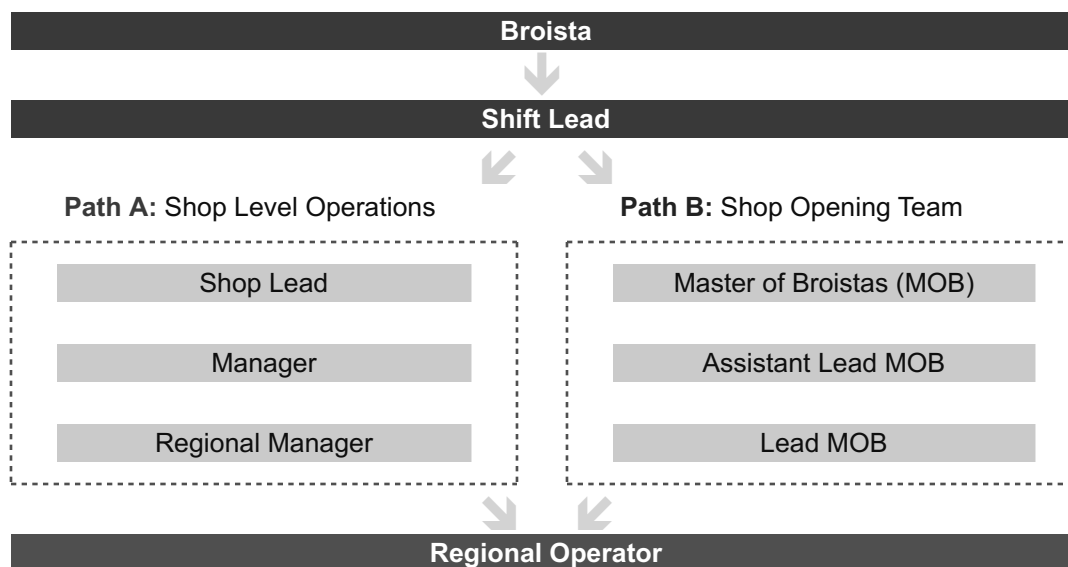 Broista
Shift Lead
Path A: Shop Level Operations
Shop Lead
Manager
Regional Manager
Path B: Shop Opening Team
Master of Broistas (MOB)
Assistant Lead MOB
Lead MOB
Regional Operator